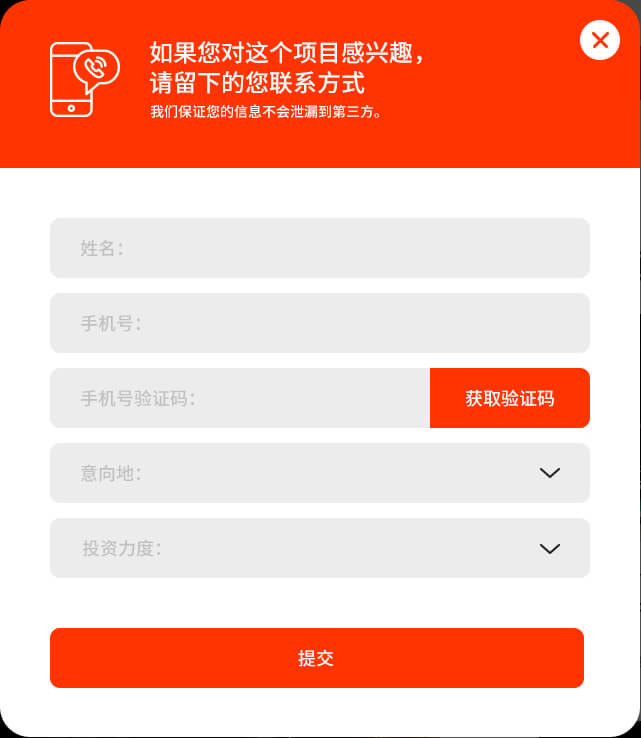 如果您对这个项目感兴趣，
请留下的您联系方式
我们保证您的信息不会泄漏到第三方。
姓名：
手机号：
手机号验证码：
获取验证码
意向地：
投资力度：
提交